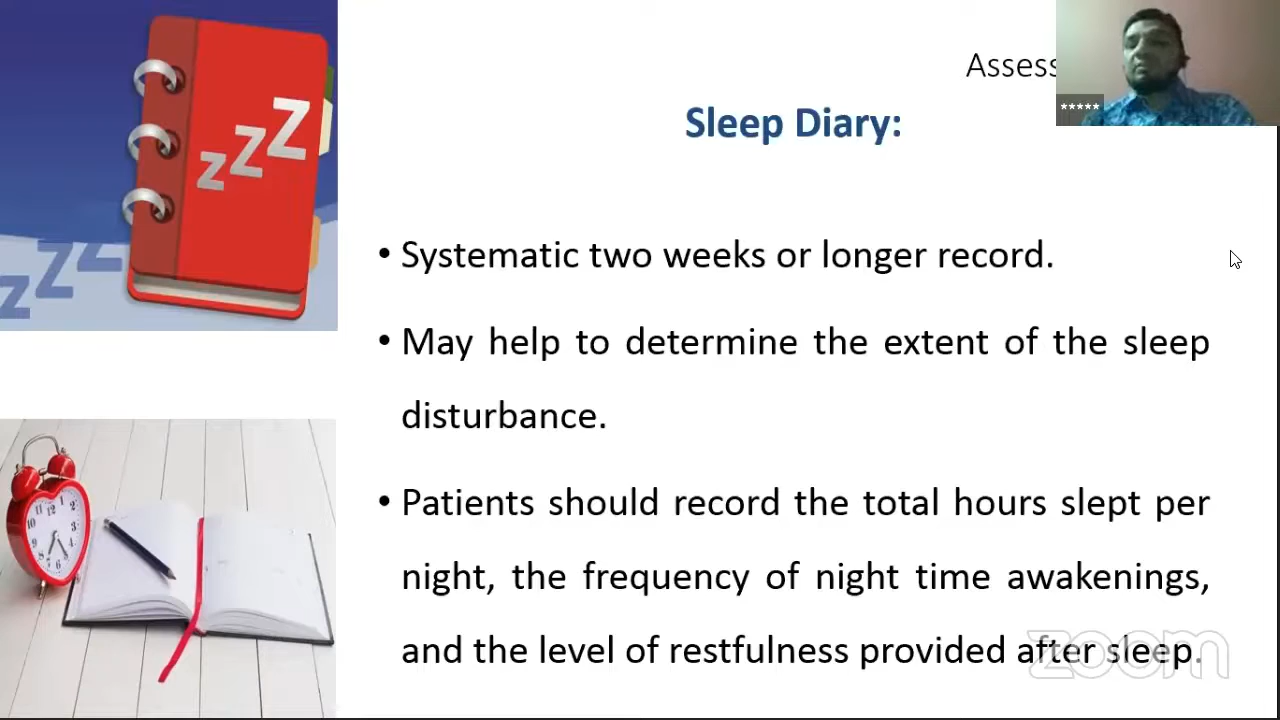 Assess
*****
Sleep Diary:
zZZ
• Systematic two weeks or longer record.
• May help to determine the extent of the sleep
disturbance.
• Patients should record the total hours slept per
night, the frequency of night time awakenings,
and the level of restfulness provided after sleep.
zoom